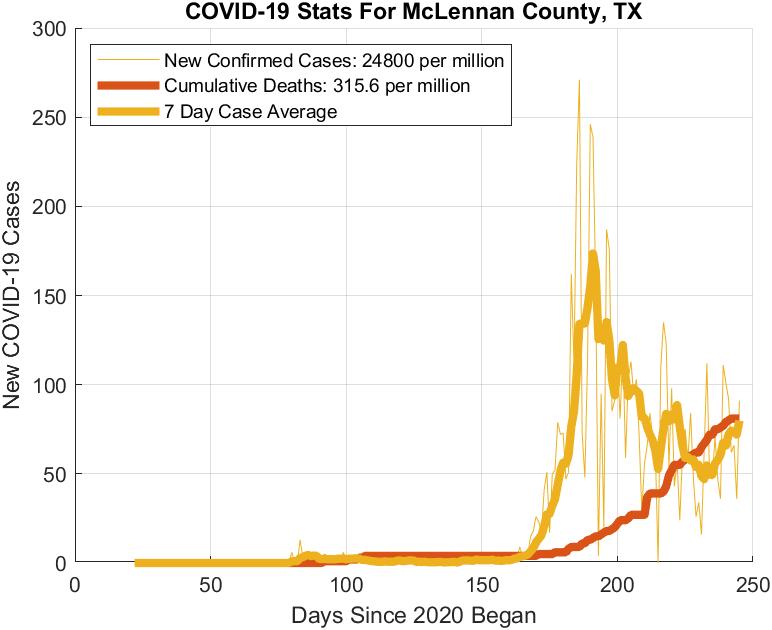 COVID-19 Stats For McLennan County, TX
300
New Confirmed Cases: 24800 per million
Cumulative Deaths: 315.6 per million
7 Day Case Average
250
200
150
100
50
0
New COVID-19 Cases
0 50 100 150 200 250
Days Since 2020 Began